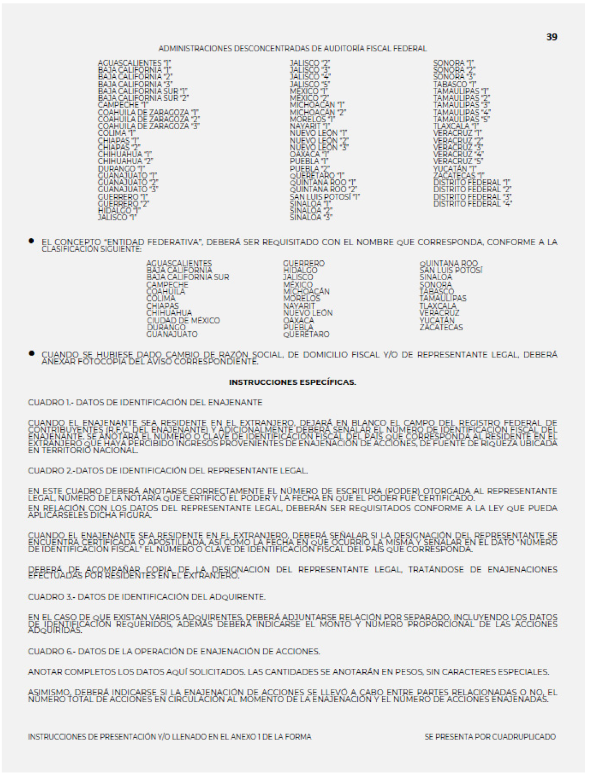 39
ADMINISTRACIONES DESCONCENTRADAS DE AUDITORÍA FISCAL FEDERAL
AGUASCALIENTES "1"
BAJA CALIFORNIA "1"
BAJA CALIFORNIA "2"
BAJA CALIFORNIA "3"
BAJA CALIFORNIA SUR "1"
BAJA CALIFORNIA SUR "2"
CAMPECHE "1"
COAHUILA DE ZARAGOZA "1"
COAHUILA DE ZARAGOZA "2"
COAHUILA DE ZARAGOZA "3"
COLIMA "1"
CHIAPAS "1"
CHIAPAS "2"
CHIHUAHUA "1"
CHIHUAHUA "2"
DURANGO "1"
GUANAJUATO "1"
GUANAJUATO "2"
GUANAJUATO "3"
GUERRERO "1"
GUERRERO "2"
HIDALGO "1"
JALISCO "1"
JALISCO "2"
JALISCO "3"
JALISCO "4"
JALISCO "5"
MÉXICO "1"
MÉXICO "2"
MICHOACÁN "1"
MICHOACÁN "2"
MORELOS "1"
NAYARIT "1"
NUEVO LEÓN "1"
NUEVO LEÓN "2"
NUEVO LEÓN "3"
OAXACA "1"
PUEBLA "1"
PUEBLA "2"
QUERÉTARO "1"
QUINTANA ROO "1"
QUINTANA ROO "2"
SAN LUIS POTOSÍ "1"
SINALOA "1"
SINALOA "2"
SINALOA "3"
SONORA "1"
SONORA "2"
SONORA "3"
TABASCO "1"
TAMAULIPAS "1"
TAMAULIPAS "2"
TAMAULIPAS "3"
TAMAULIPAS "4"
TAMAULIPAS "5"
TLAXCALA "1"
VERACRUZ "1"
VERACRUZ "2"
VERACRUZ "3"
VERACRUZ "4"
VERACRUZ "5"
YUCATÁN "1"
ZACATECAS "1"
DISTRITO FEDERAL "1"
DISTRITO FEDERAL "2"
DISTRITO FEDERAL "3"
DISTRITO FEDERAL "4"
● EL CONCEPTO "ENTIDAD FEDERATIVA", DEBERÁ SER REQUISITADO CON EL NOMBRE QUE CORRESPONDA, CONFORME A LA
CLASIFICACIÓN SIGUIENTE:
AGUASCALIENTES
BAJA CALIFORNIA
BAJA CALIFORNIA SUR
CAMPECHE
COAHUILA
COLIMA
CHIAPAS
CHIHUAHUA
CIUDAD DE MÉXICO
DURANGO
GUANAJUATO
GUERRERO
HIDALGO
JALISCO
MÉXICO
MICHOACÁN
MORELOS
NAYARIT
NUEVO LEÓN
OAXACA
PUEBLA
QUERÉTARO
QUINTANA ROO
SAN LUIS POTOSÍ
SINALOA
SONORA
TABASCO
TAMAULIPAS
TLAXCALA
VERACRUZ
YUCATÁN
ZACATECAS
● CUANDO SE HUBIESE DADO CAMBIO DE RAZÓN SOCIAL, DE DOMICILIO FISCAL Y/O DE REPRESENTANTE LEGAL, DEBERÁ
ANEXAR FOTOCOPIA DEL AVISO CORRESPONDIENTE.
INSTRUCCIONES ESPECÍFICAS.
CUADRO 1.- DATOS DE IDENTIFICACIÓN DEL ENAJENANTE
CUANDO EL ENAJENANTE SEA RESIDENTE EN EL EXTRANJERO, DEJARÁ EN BLANCO EL CAMPO DEL REGISTRO FEDERAL DE
CONTRIBUYENTES (R.F.C. DEL ENAJENANTE) Y ADICIONALMENTE DEBERÁ SEÑALAR EL NÚMERO DE IDENTIFICACIÓN FISCAL DEL
ENAJENANTE. SE ANOTARÁ EL NÚMERO O CLAVE DE IDENTIFICACIÓN FISCAL DEL PAÍS QUE CORRESPONDA AL RESIDENTE EN EL
EXTRANJERO QUE HAYA PERCIBIDO INGRESOS PROVENIENTES DE ENAJENACIÓN DE ACCIONES, DE FUENTE DE RIQUEZA UBICADA
EN TERRITORIO NACIONAL.
CUADRO 2.-DATOS DE IDENTIFICACIÓN DEL REPRESENTANTE LEGAL.
EN ESTE CUADRO DEBERÁ ANOTARSE CORRECTAMENTE EL NÚMERO DE ESCRITURA (PODER) OTORGADA AL REPRESENTANTE
LEGAL, NÚMERO DE LA NOTARÍA QUE CERTIFICÓ EL PODER Y LA FECHA EN QUE EL PODER FUE CERTIFICADO.
EN RELACIÓN CON LOS DATOS DEL REPRESENTANTE LEGAL, DEBERÁN SER REQUISITADOS CONFORME A LA LEY QUE PUEDA
APLICÁRSELES DICHA FIGURA.
CUANDO EL ENAJENANTE SEA RESIDENTE EN EL EXTRANJERO, DEBERÁ SEÑALAR SI LA DESIGNACIÓN DEL REPRESENTANTE SE
ENCUENTRA CERTIFICADA O APOSTILLADA, ASÍ COMO LA FECHA EN QUE OCURRIÓ LA MISMA Y SEÑALAR EN EL DATO "NÚMERO
DE IDENTIFICACIÓN FISCAL" EL NÚMERO O CLAVE DE IDENTIFICACIÓN FISCAL DEL PAÍS QUE CORRESPONDA.
DEBERÁ DE ACOMPAÑAR COPIA DE LA DESIGNACIÓN DEL REPRESENTANTE LEGAL, TRATÁNDOSE DE ENAJENACIONES
EFECTUADAS POR RESIDENTES EN EL EXTRANJERO.
CUADRO 3.- DATOS DE IDENTIFICACIÓN DEL ADQUIRENTE.
EN EL CASO DE QUE EXISTAN VARIOS ADQUIRENTES, DEBERÁ ADJUNTARSE RELACIÓN POR SEPARADO, INCLUYENDO LOS DATOS
DE IDENTIFICACIÓN REQUERIDOS, ADEMÁS DEBERÁ INDICARSE EL MONTO Y NÚMERO PROPORCIONAL DE LAS ACCIONES
ADQUIRIDAS.
CUADRO 6.- DATOS DE LA OPERACIÓN DE ENAJENACIÓN DE ACCIONES.
ANOTAR COMPLETOS LOS DATOS AQUÍ SOLICITADOS. LAS CANTIDADES SE ANOTARÁN EN PESOS, SIN CARACTERES ESPECIALES.
ASIMISMO, DEBERÁ INDICARSE SI LA ENAJENACIÓN DE ACCIONES SE LLEVÓ A CABO ENTRE PARTES RELACIONADAS O NO, EL
NÚMERO TOTAL DE ACCIONES EN CIRCULACIÓN AL MOMENTO DE LA ENAJENACIÓN Y EL NÚMERO DE ACCIONES ENAJENADAS.
INSTRUCCIONES DE PRESENTACIÓN Y/O LLENADO EN EL ANEXO 1 DE LA FORMA
SE PRESENTA POR CUADRUPLICADO